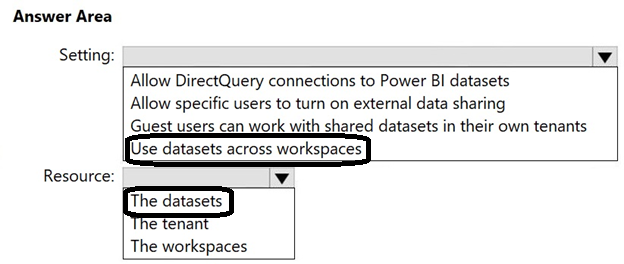 Answer Area
Setting:
Allow DirectQuery connections to Power BI datasets
Allow specific users to turn on external data sharing
Guest users can work with shared datasets in their own tenants
Use datasets across workspaces
Resource:
The datasets
The tenant
The workspaces